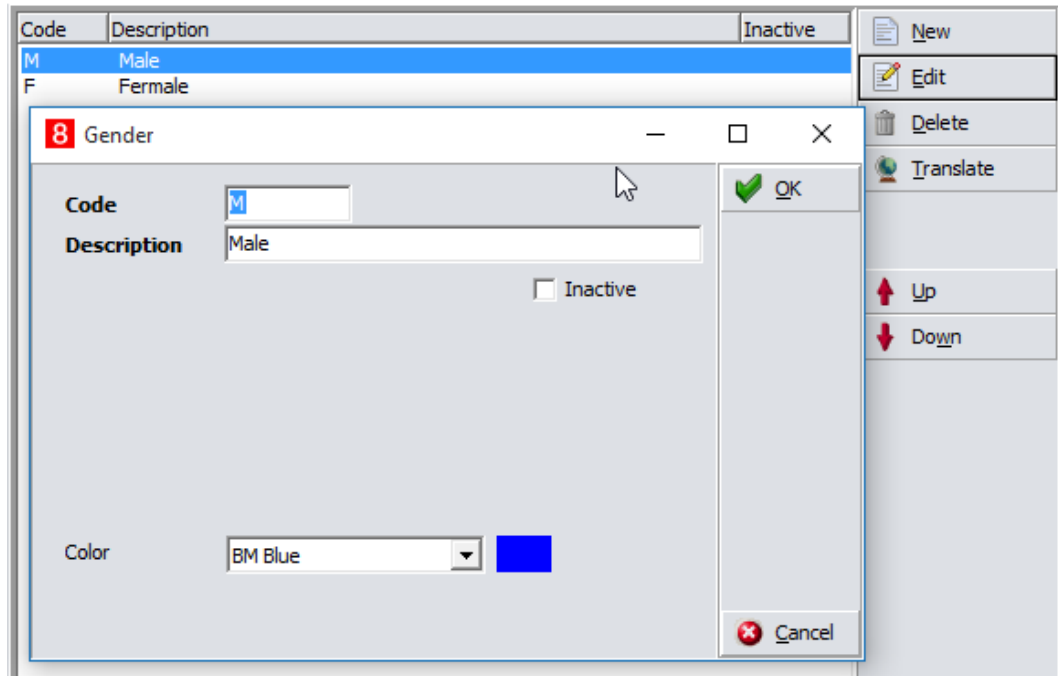 Code Description Inactive
M Male
F Fermale
New
Edit
Delete
Translate
Up
Down
8 Gender
Code M
Description Male
Inactive
Color BM Blue
OK
Cancel